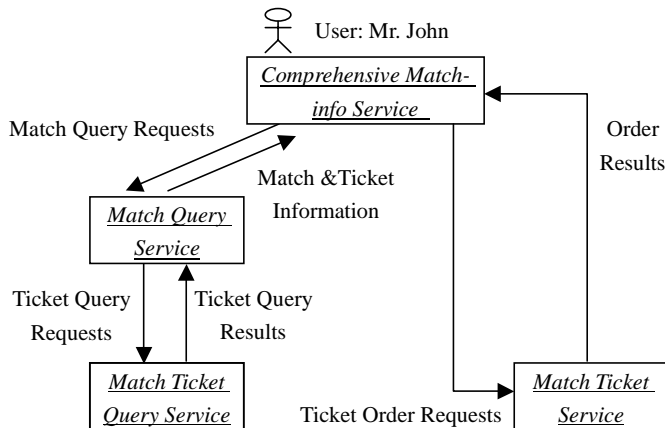 User: Mr. John
Comprehensive Match-
info Service
Match Query Requests
Order
Results
Match &Ticket
Information
Match Query
Service
Ticket Query
Requests
Ticket Query
Results
Match Ticket
Query Service
Ticket Order Requests
Match Ticket
Service